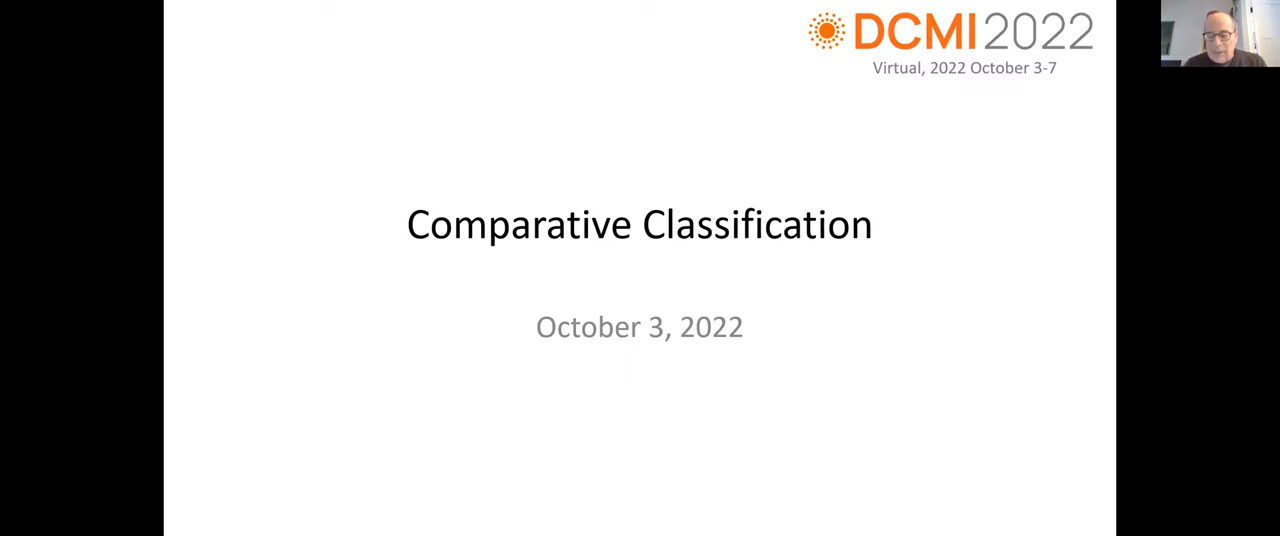 DCMI2022
Virtual, 2022 October 3-7
Comparative Classification
October 3, 2022